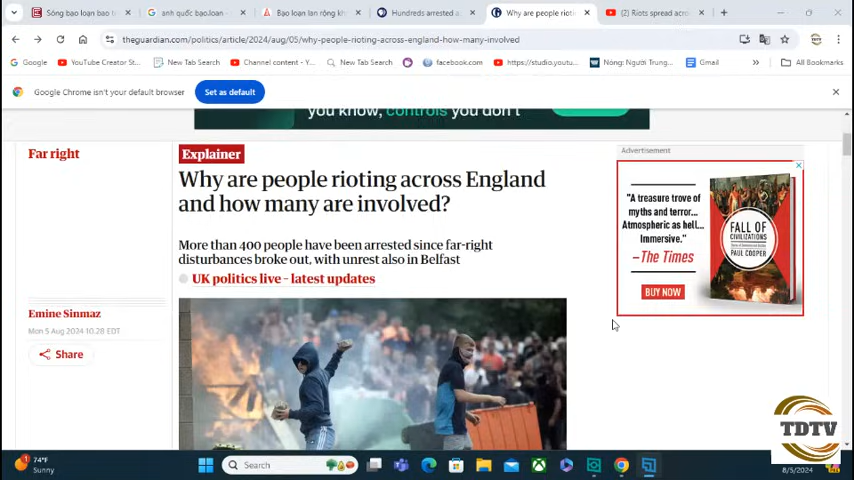 Sóng bạo loạn bao t
anh quốc bạo loạn -
Bạo loạn lan rộng kh
Hundreds arrested a
Why are people rioti
(2) Riots spread acro
theguardian.com/politics/article/2024/aug/05/why-people-rioting-across-england-how-many-involved
Google
YouTube Creator St...
New Tab Search
Channel content - Y...
New Tab Search
facebook.com
https://studio.youtu...
Nóng: Người Trung...
Gmail
All Bookmarks
Google Chrome isn't your default browser
Set as default
you know, controls you don't
Far right
Explainer
Why are people rioting across England
and how many are involved?
More than 400 people have been arrested since far-right
disturbances broke out, with unrest also in Belfast
UK politics live – latest updates
Emine Sinmaz
Mon 5 Aug 2024 10.28 EDT
Share
Advertisement
"A treasure trove of
myths and terror...
Atmospheric as hell...
Immersive."
—The Times
BUY NOW
FALL OF
CIVILIZATIONS
PAUL COOPER
TDTV
1
74°F
Sunny
Search
8/5/2024